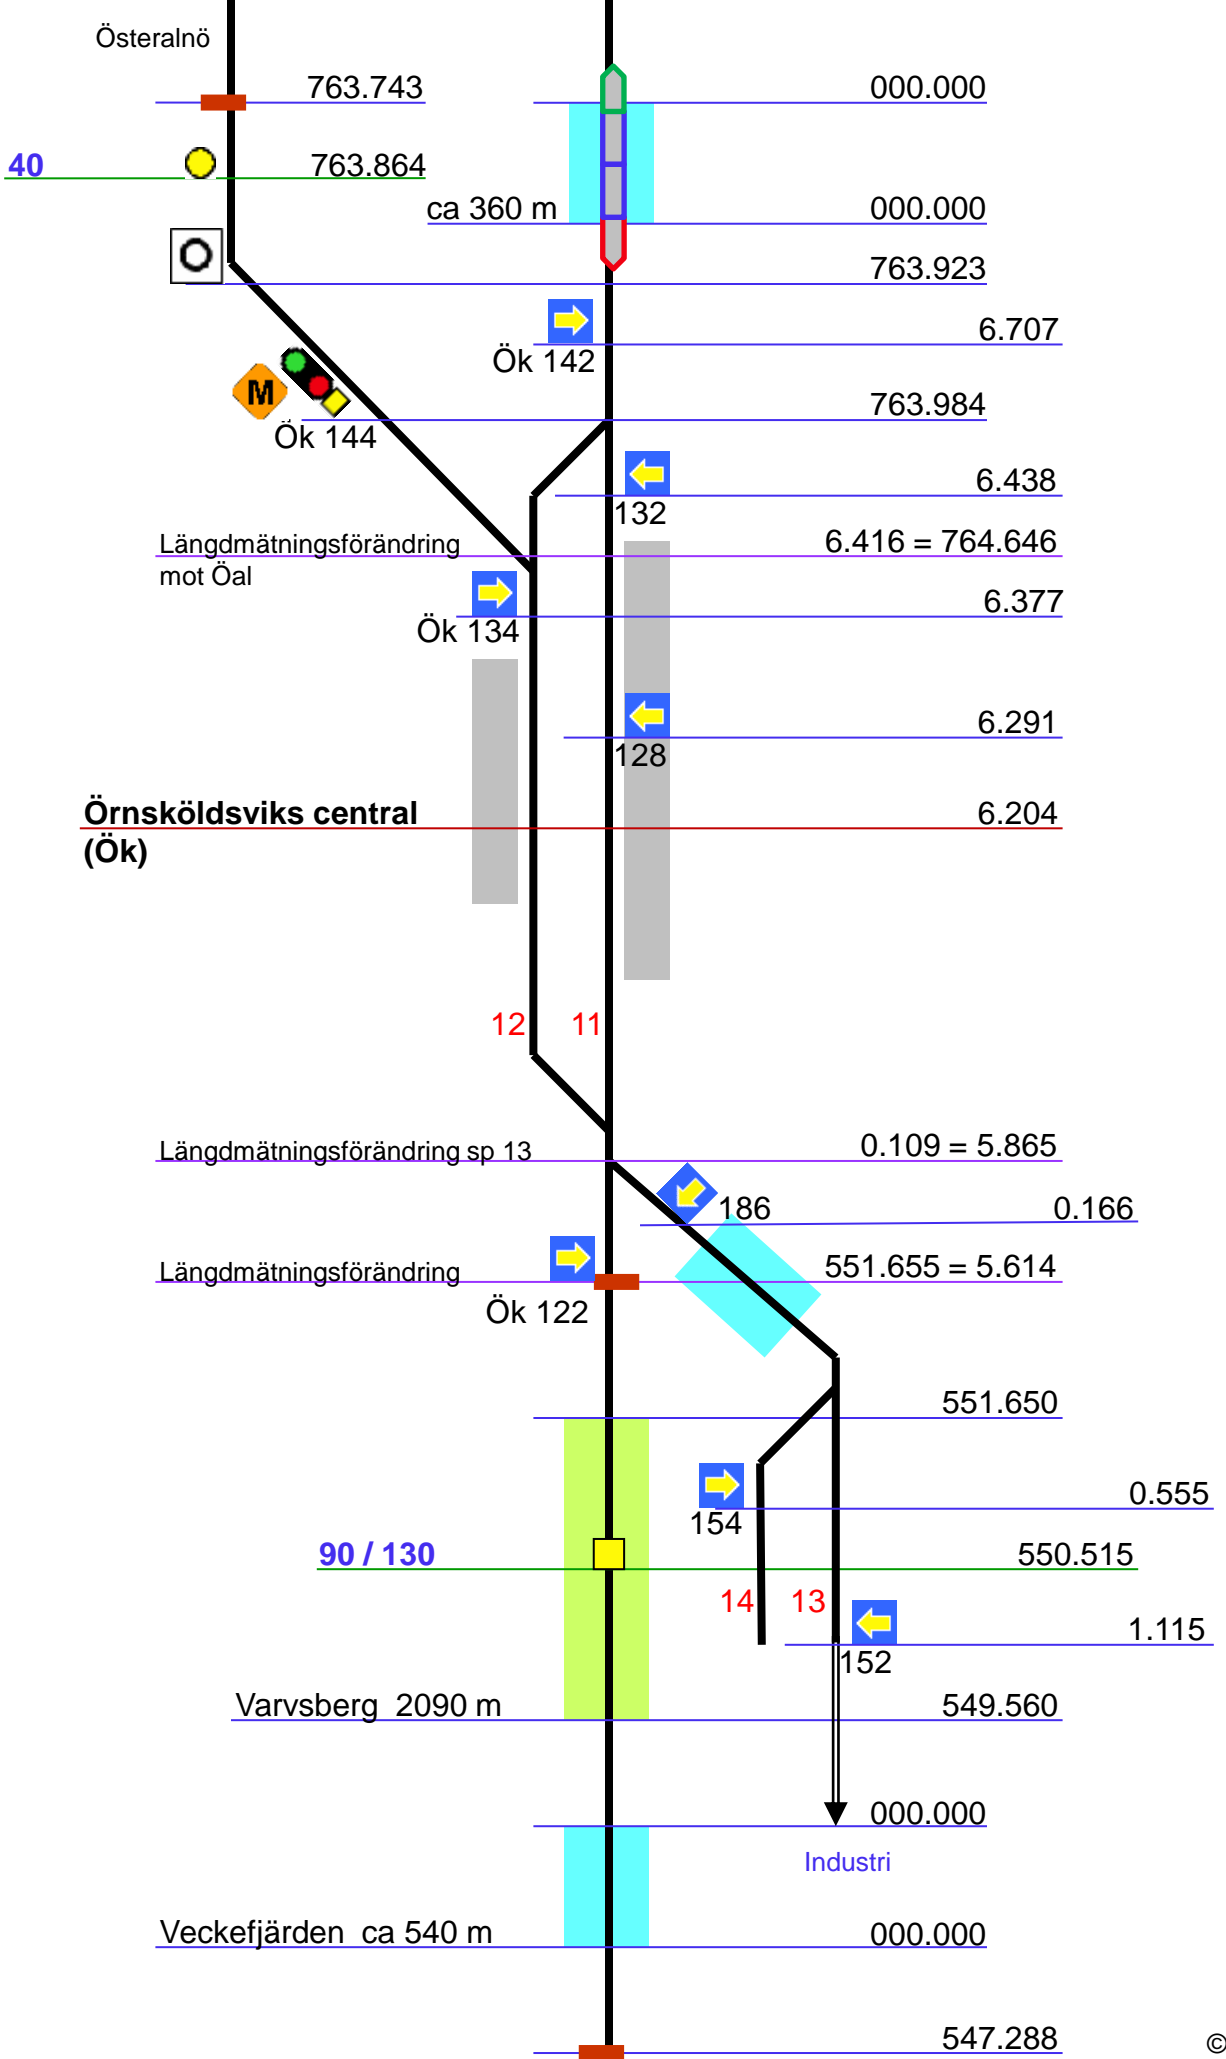 Österalnö
763.743
000.000
40
763.864
ca 360 m
000.000
763.923
6.707
Ök 142
M
763.984
Ök 144
6.438
132
Längdmätningsförändring
mot Öal
6.416 = 764.646
6.377
Ök 134
6.291
128
Örnsköldsviks central
(Ök)
6.204
12
11
Längdmätningsförändring sp 13
0.109 = 5.865
186
0.166
Längdmätningsförändring
551.655 = 5.614
Ök 122
551.650
0.555
154
90 / 130
550.515
14
13
1.115
152
Varvsberg 2090 m
549.560
000.000
Industri
Veckefjärden ca 540 m
000.000
547.288
©